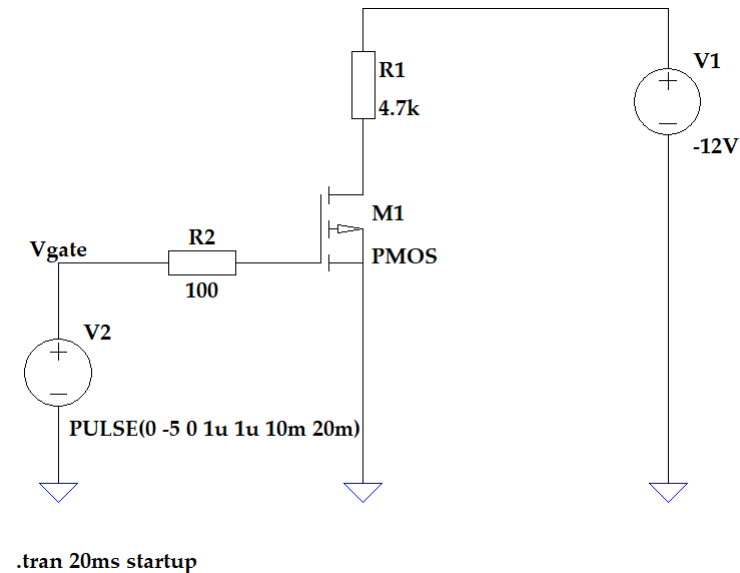 V1
R1
4.7k
-12V
M1
PMOS
Vgate
R2
100
V2
PULSE(0 -5 0 1u 1u 10m 20m)
.tran 20ms startup